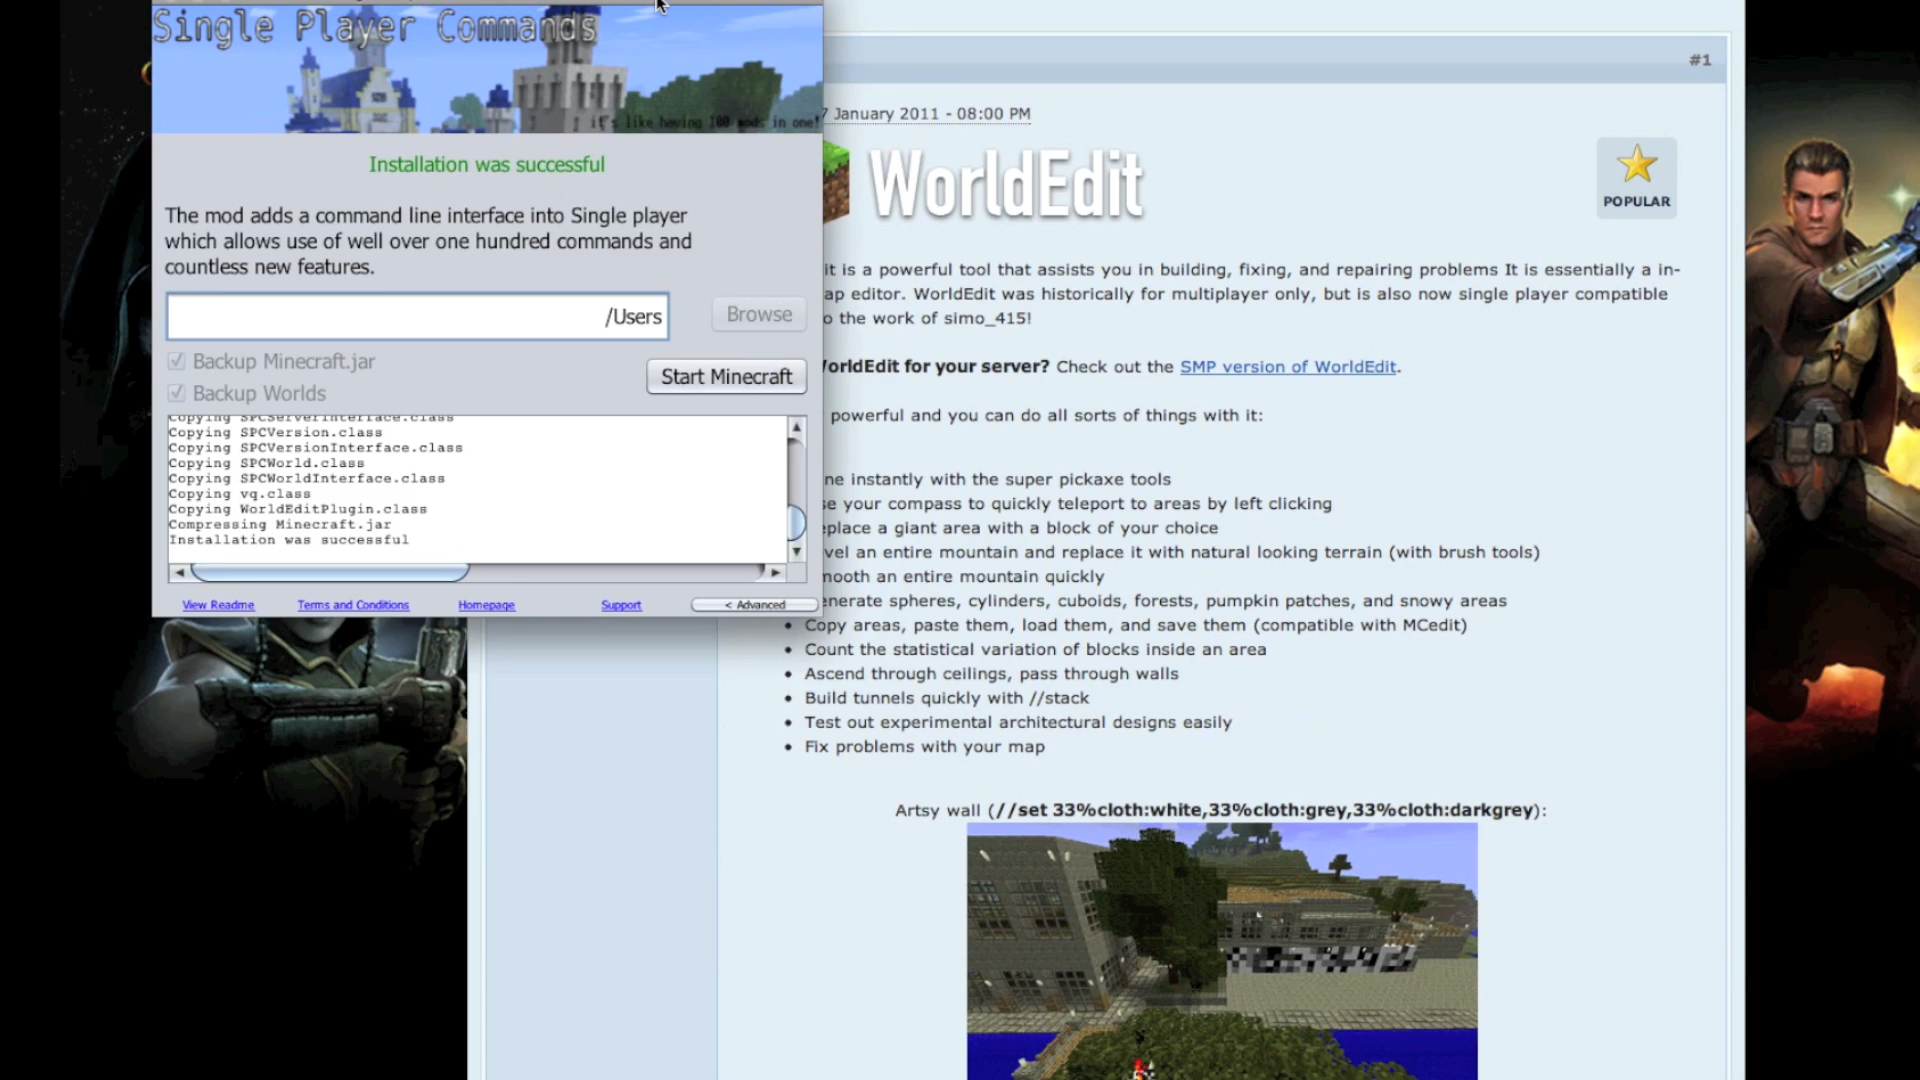 Single Player Commands
it's like having 100 mods in one!
Installation was successful
The mod adds a command line interface into Single player
which allows use of well over one hundred commands and
countless new features.
/Users
Browse
Backup Minecraft.jar
Backup Worlds
Start Minecraft
Copying SPCServerInterface.class
Copying SPCVersion.class
Copying SPCVersionInterface.class
Copying SPCWorld.class
Copying SPCWorldInterface.class
Copying vq.class
Copying WorldEditPlugin.class
Compressing Minecraft.jar
Installation was successful
View Readme
Terms and Conditions
Homepage
Support
< Advanced
#1
7 January 2011 - 08:00 PM
WorldEdit
POPULAR
it is a powerful tool that assists you in building, fixing, and repairing problems It is essentially a in-
ap editor. WorldEdit was historically for multiplayer only, but is also now single player compatible
o the work of simo_415!
WorldEdit for your server? Check out the SMP version of WorldEdit.
powerful and you can do all sorts of things with it:
ne instantly with the super pickaxe tools
se your compass to quickly teleport to areas by left clicking
eplace a giant area with a block of your choice
vel an entire mountain and replace it with natural looking terrain (with brush tools)
mooth an entire mountain quickly
enerate spheres, cylinders, cuboids, forests, pumpkin patches, and snowy areas
• Copy areas, paste them, load them, and save them (compatible with MCedit)
• Count the statistical variation of blocks inside an area
• Ascend through ceilings, pass through walls
• Build tunnels quickly with //stack
• Test out experimental architectural designs easily
• Fix problems with your map
Artsy wall (//set 33%cloth:white,33%cloth:grey,33%cloth:darkgrey):